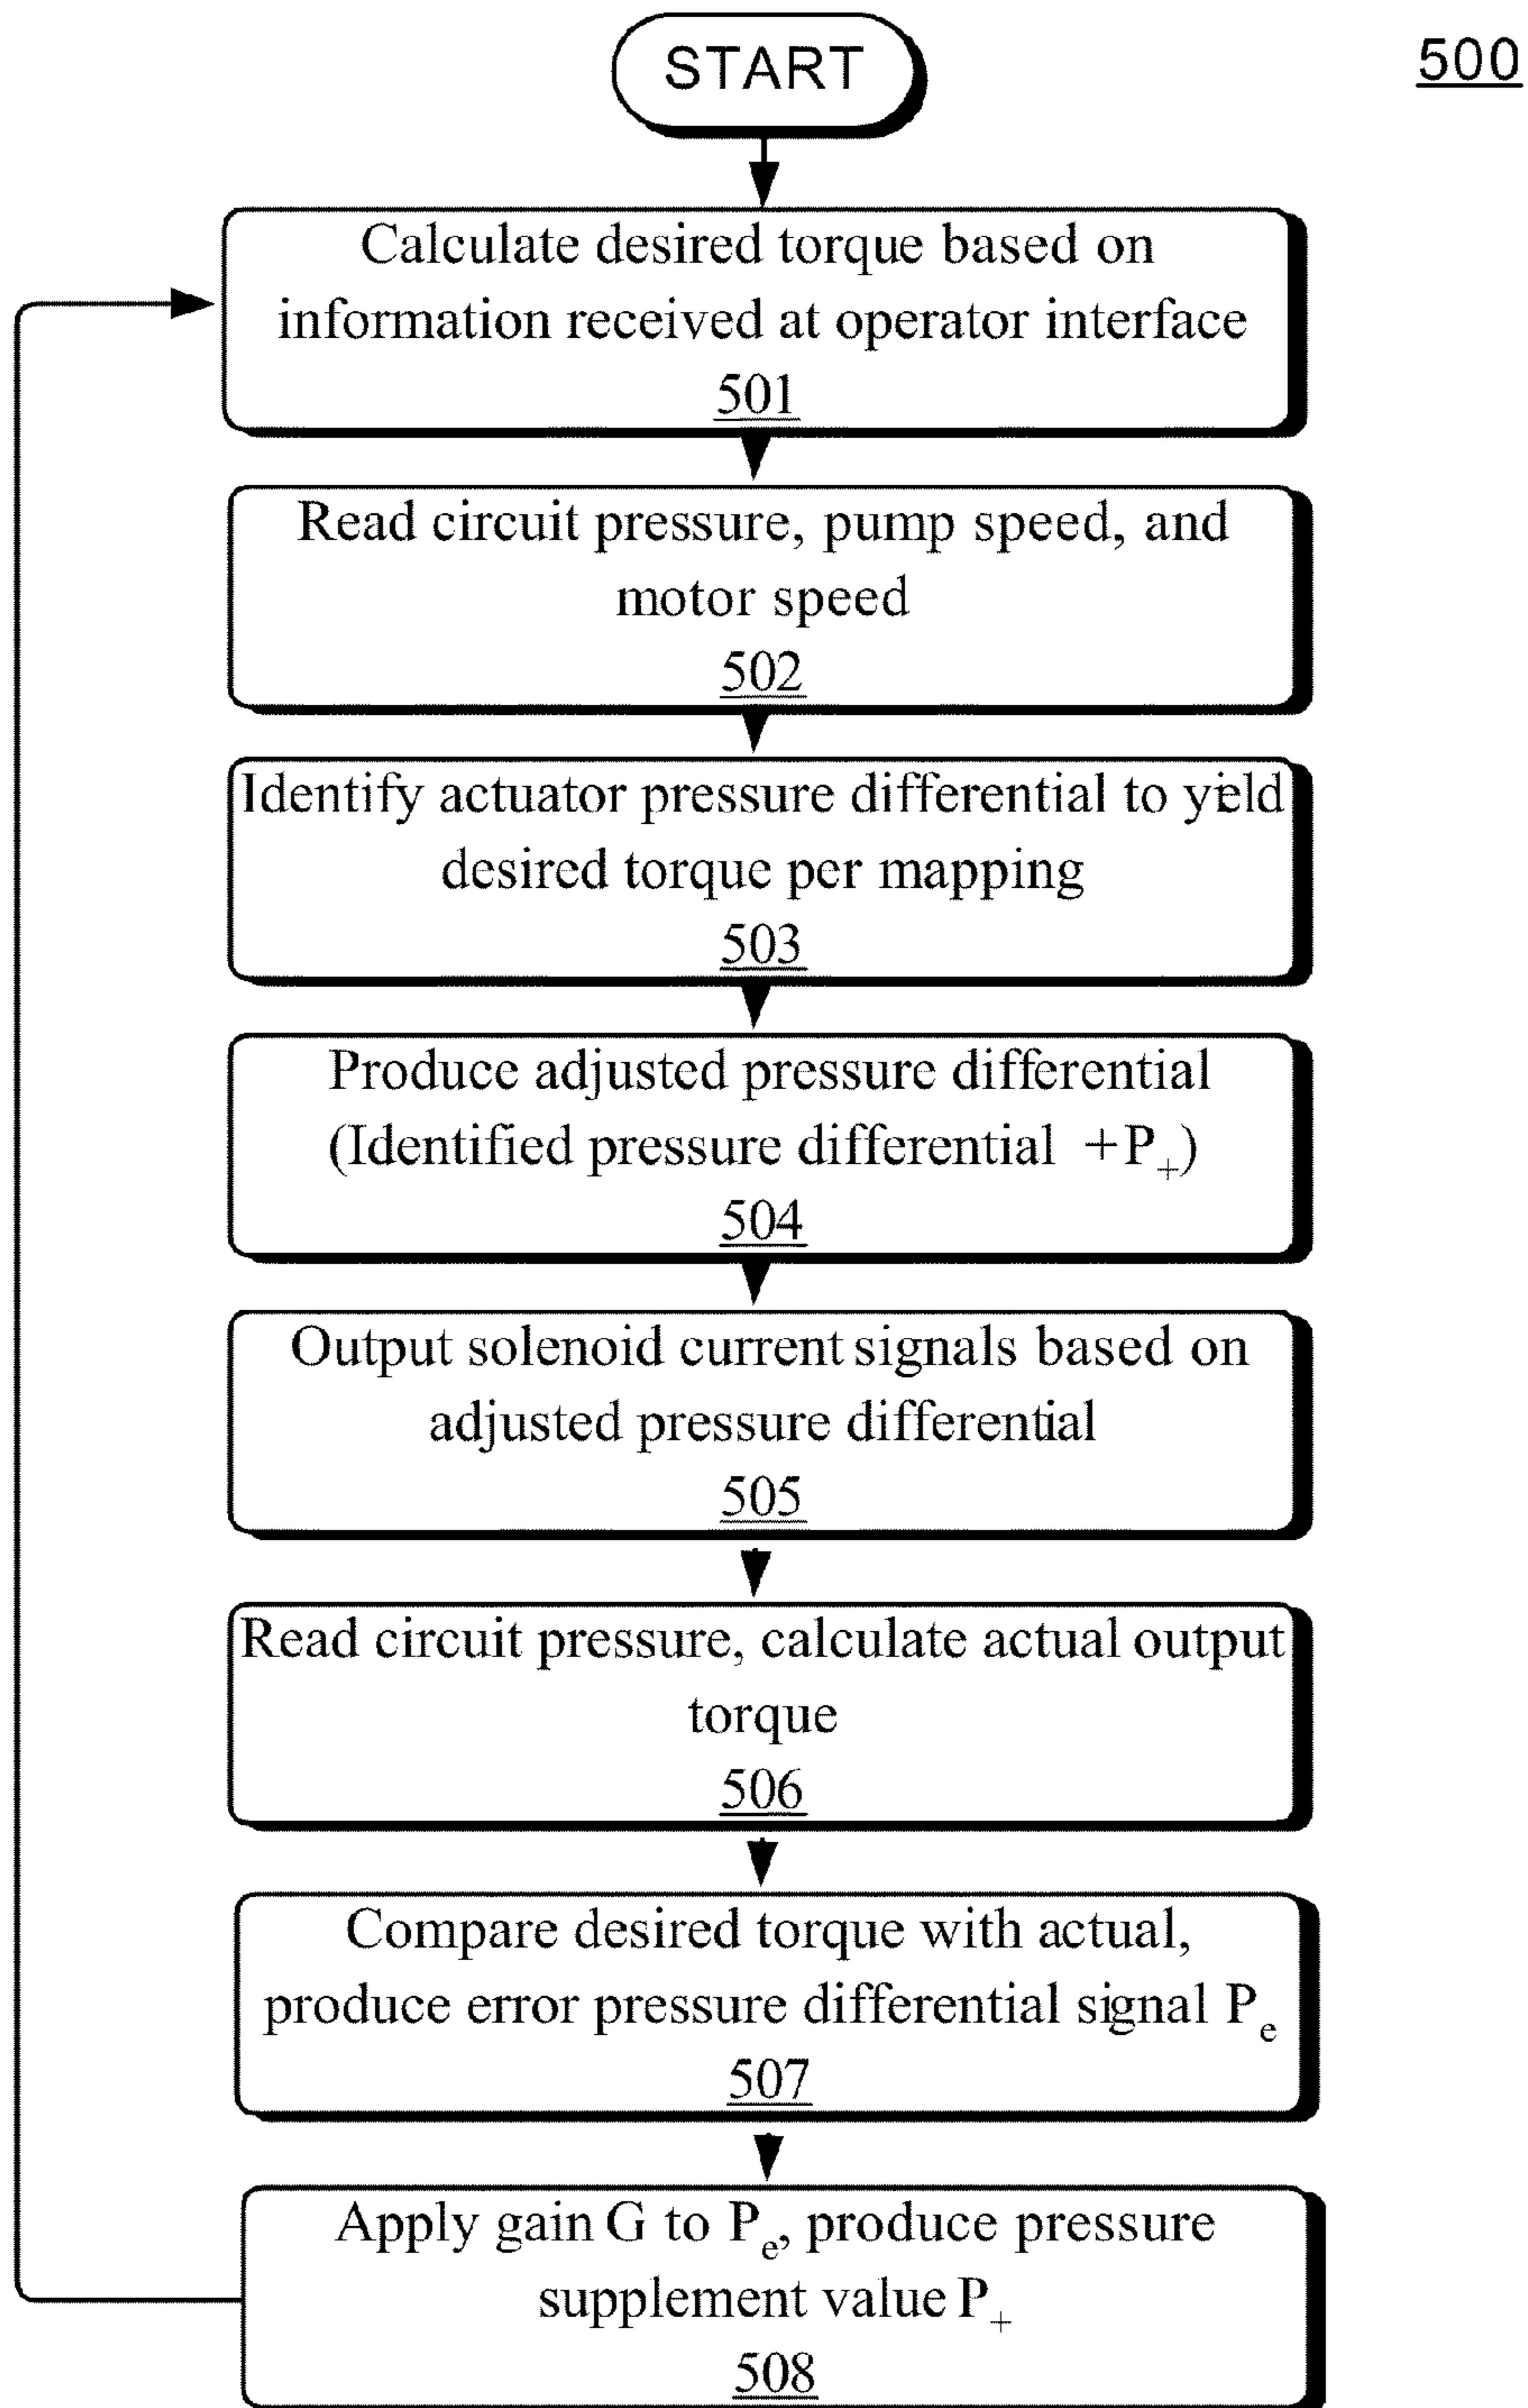 START
500
Calculate desired torque based on
information received at operator interface
501
Read circuit pressure, pump speed, and
motor speed
502
Identify actuator pressure differential to yield
desired torque per mapping
503
Produce adjusted pressure differential
(Identified pressure differential +P₊)
504
Output solenoid current signals based on
adjusted pressure differential
505
Read circuit pressure, calculate actual output
torque
506
Compare desired torque with actual,
produce error pressure differential signal Pₑ
507
Apply gain G to Pₑ, produce pressure
supplement value P₊
508